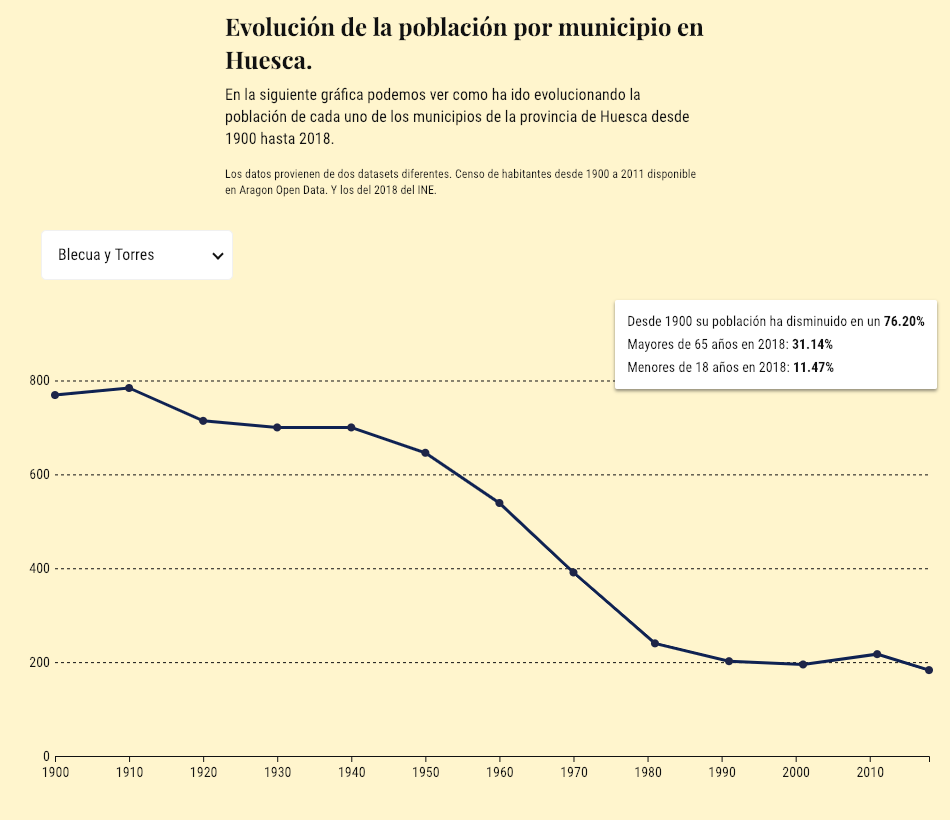 Evolución de la población por municipio en
Huesca.
En la siguiente gráfica podemos ver como ha ido evolucionando la
población de cada uno de los municipios de la provincia de Huesca desde
1900 hasta 2018.
Los datos provienen de dos datasets diferentes. Censo de habitantes desde 1900 a 2011 disponible
en Aragon Open Data. Y los del 2018 del INE.
Blecua y Torres
Desde 1900 su población ha disminuido en un 76.20%
Mayores de 65 años en 2018: 31.14%
Menores de 18 años en 2018: 11.47%
800
600
400
200
0
1900 1910 1920 1930 1940 1950 1960 1970 1980 1990 2000 2010